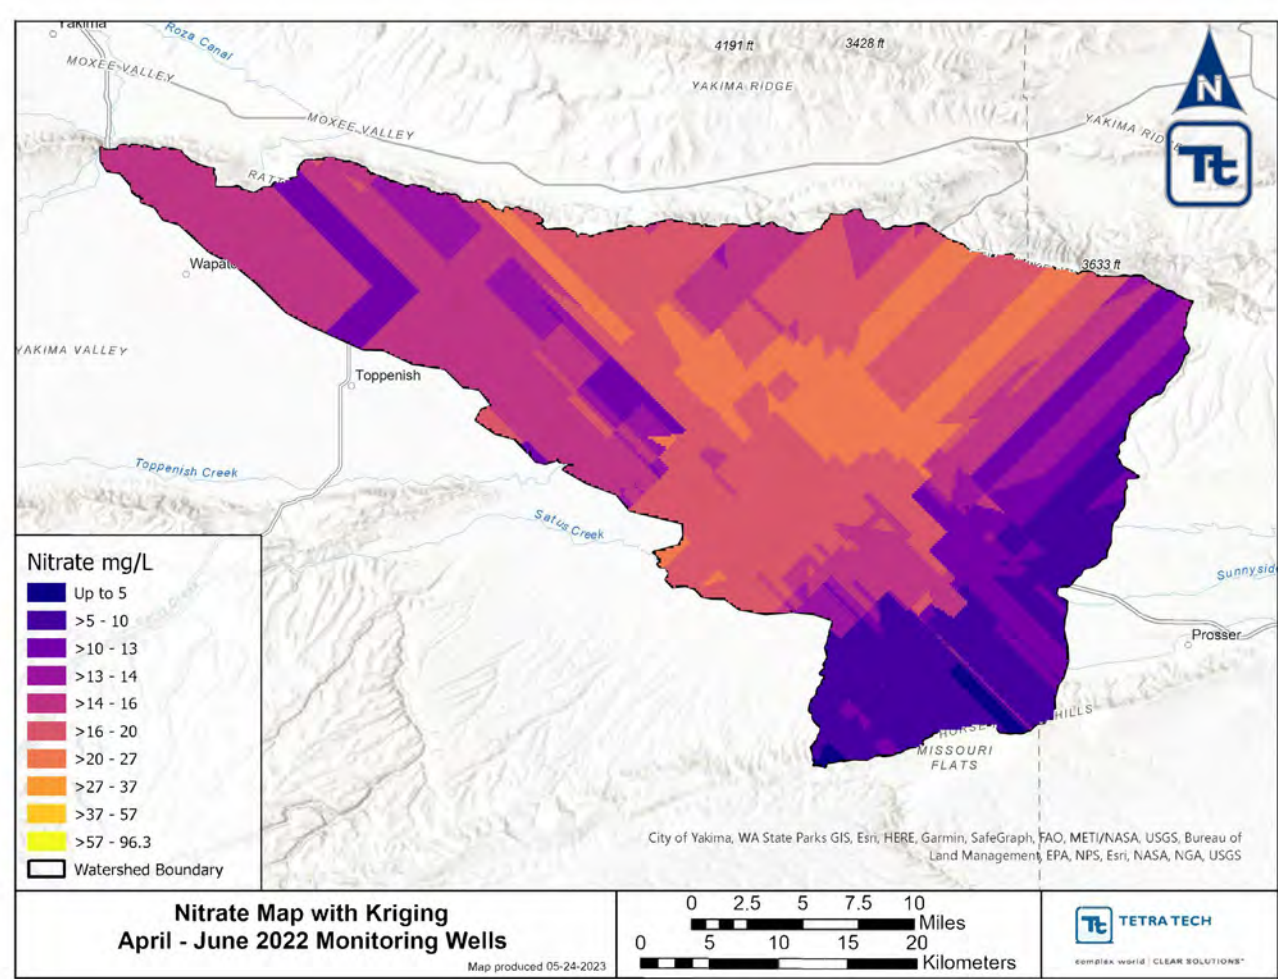 Yakima
Roza Canal
4191 ft
3428 ft
MOXEE VALLEY
YAKIMA RIDGE
N
MOXEE VALLEY
YAKIMA RIDGE
Tt
RATT
Wapato
3633 ft
YAKIMA VALLEY
Toppenish
Toppenish Creek
Satus Creek
Nitrate mg/L
Up to 5
>5 - 10
>10 - 13
>13 - 14
>14 - 16
>16 - 20
>20 - 27
>27 - 37
>37 - 57
>57 - 96.3
Watershed Boundary
Sunnyside
Prosser
HORSE HILLS
MISSOURI
FLATS
City of Yakima, WA State Parks GIS, Esri, HERE, Garmin, SafeGraph, FAO, METI/NASA, USGS, Bureau of
Land Management, EPA, NPS, Esri, NASA, NGA, USGS
Nitrate Map with Kriging
April - June 2022 Monitoring Wells
Map produced 05-24-2023
0 2.5 5 7.5 10
Miles
0 5 10 15 20
Kilometers
Tt TETRA TECH
complex world | CLEAR SOLUTIONS™